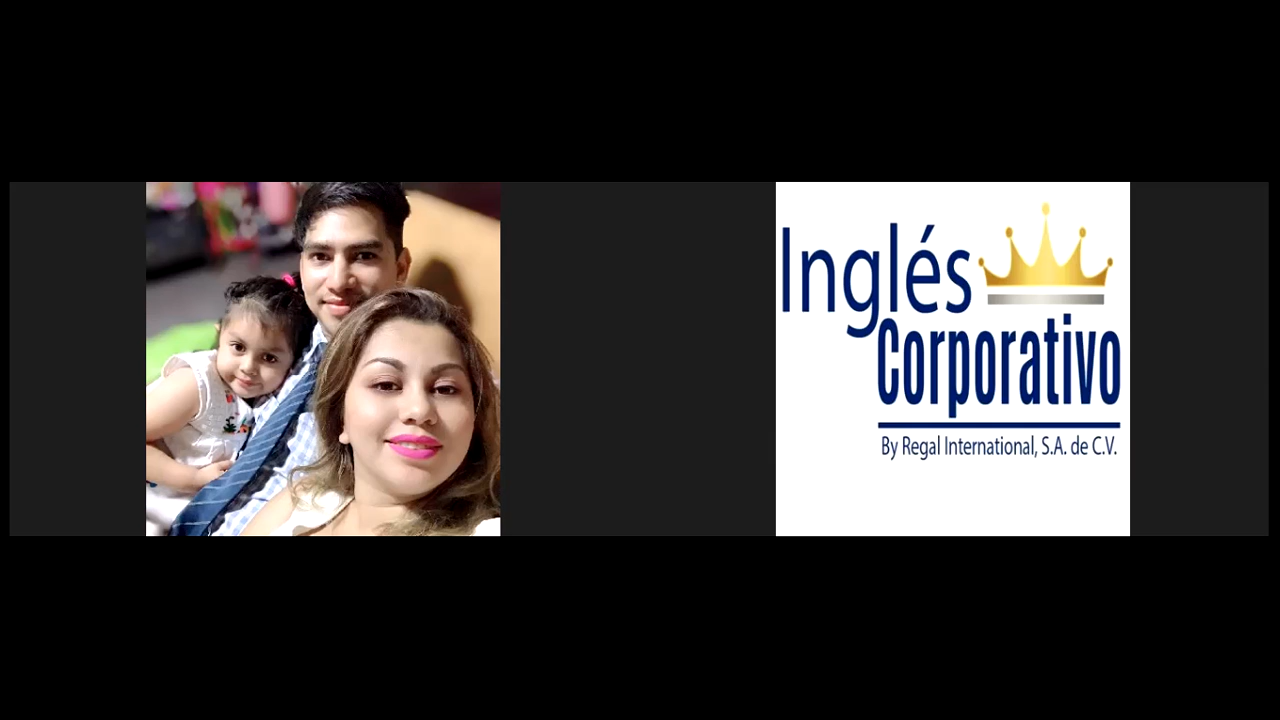 Inglés
Corporativo
By Regal International, S.A. de C.V.